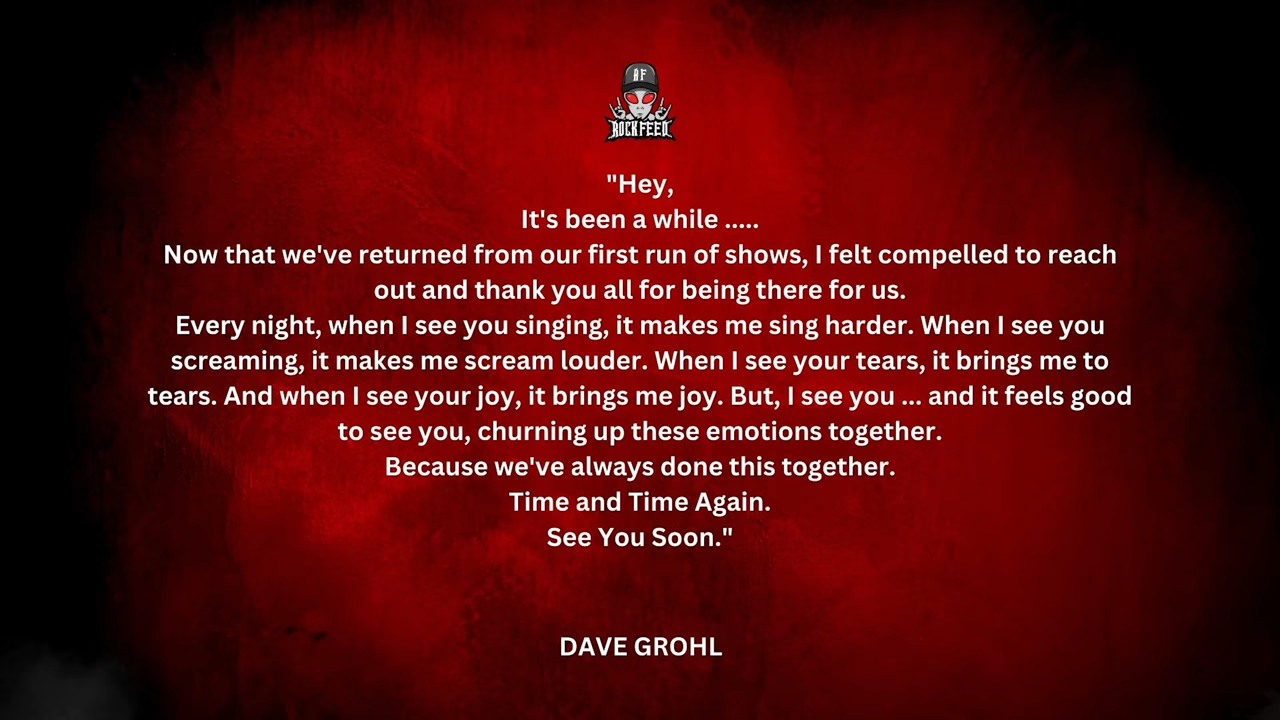 RF
ROCK FEED
"Hey,
It's been a while .....
Now that we've returned from our first run of shows, I felt compelled to reach
out and thank you all for being there for us.
Every night, when I see you singing, it makes me sing harder. When I see you
screaming, it makes me scream louder. When I see your tears, it brings me to
tears. And when I see your joy, it brings me joy. But, I see you ... and it feels good
to see you, churning up these emotions together.
Because we've always done this together.
Time and Time Again.
See You Soon."
DAVE GROHL